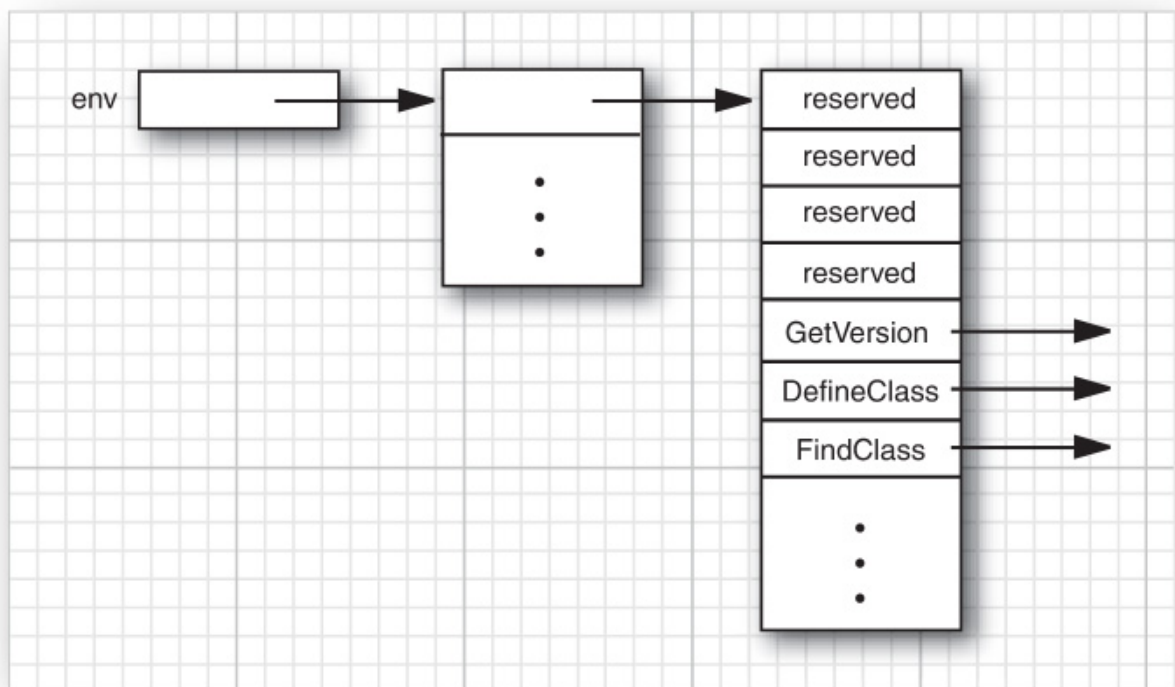 env
reserved
reserved
reserved
reserved
GetVersion
DefineClass
FindClass